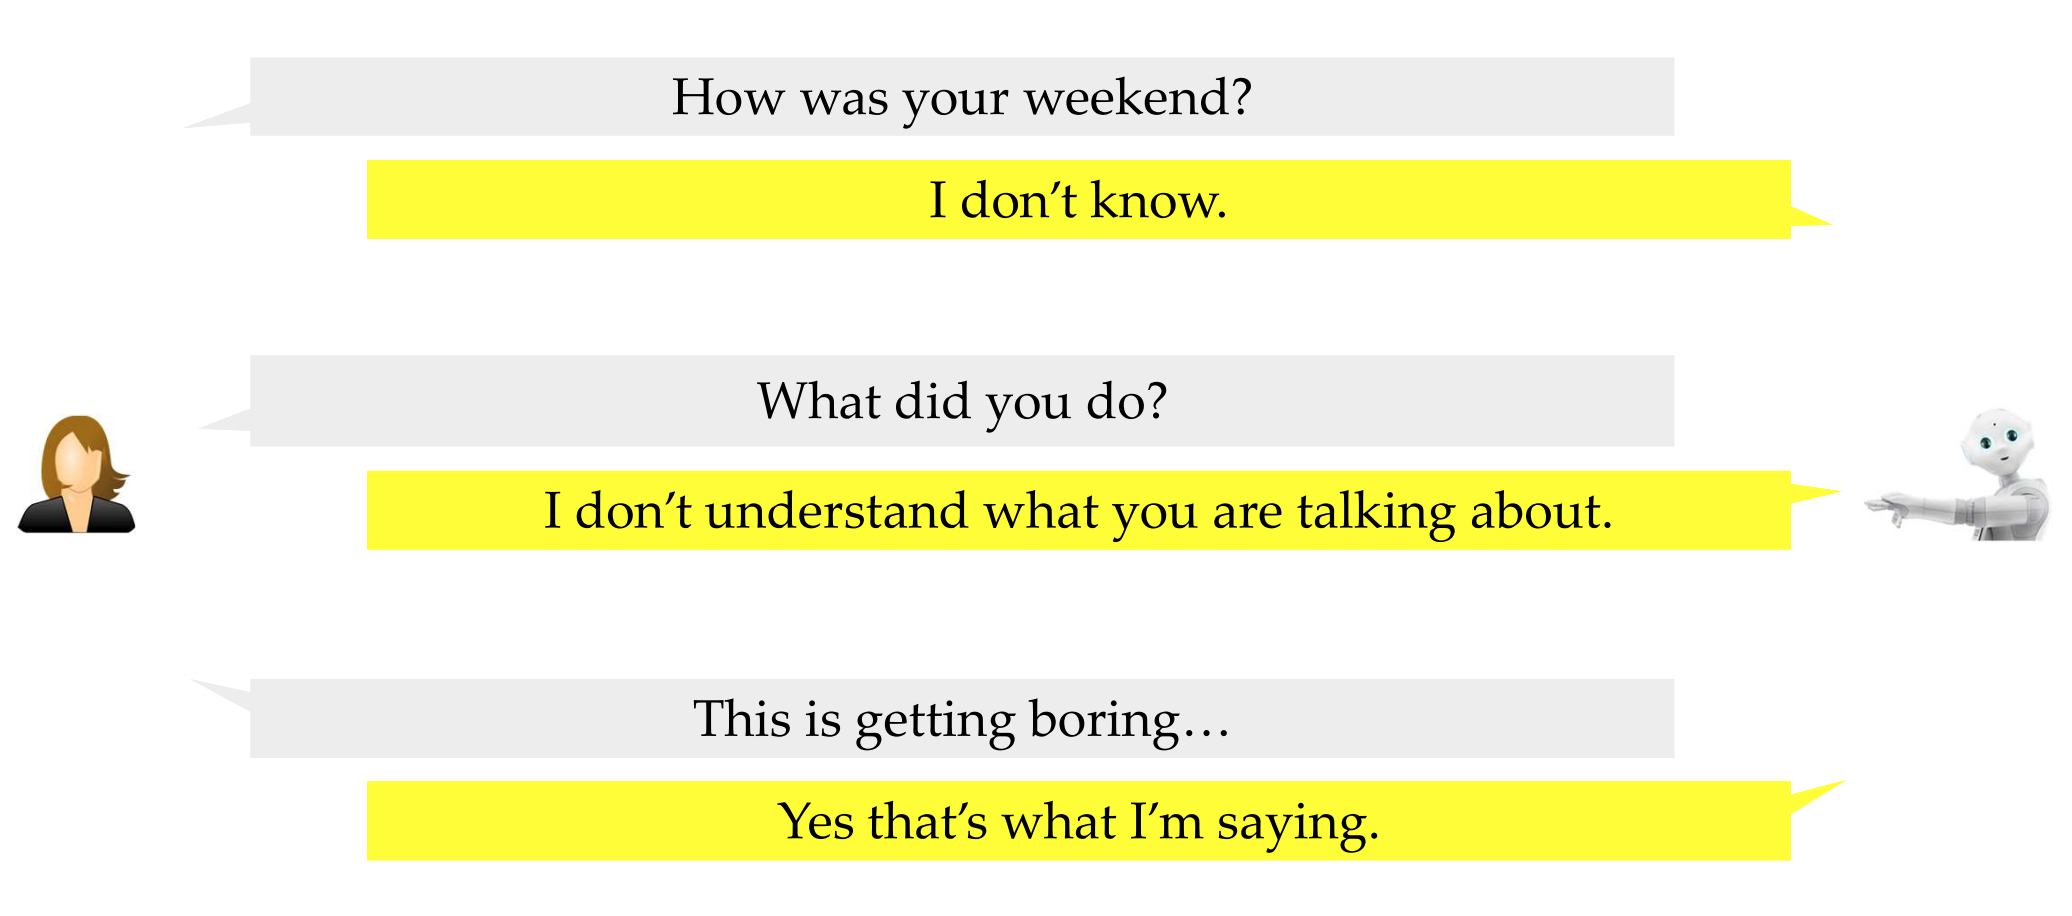 How was your weekend?
I don’t know.
What did you do?
I don’t understand what you are talking about.
This is getting boring…
Yes that’s what I’m saying.